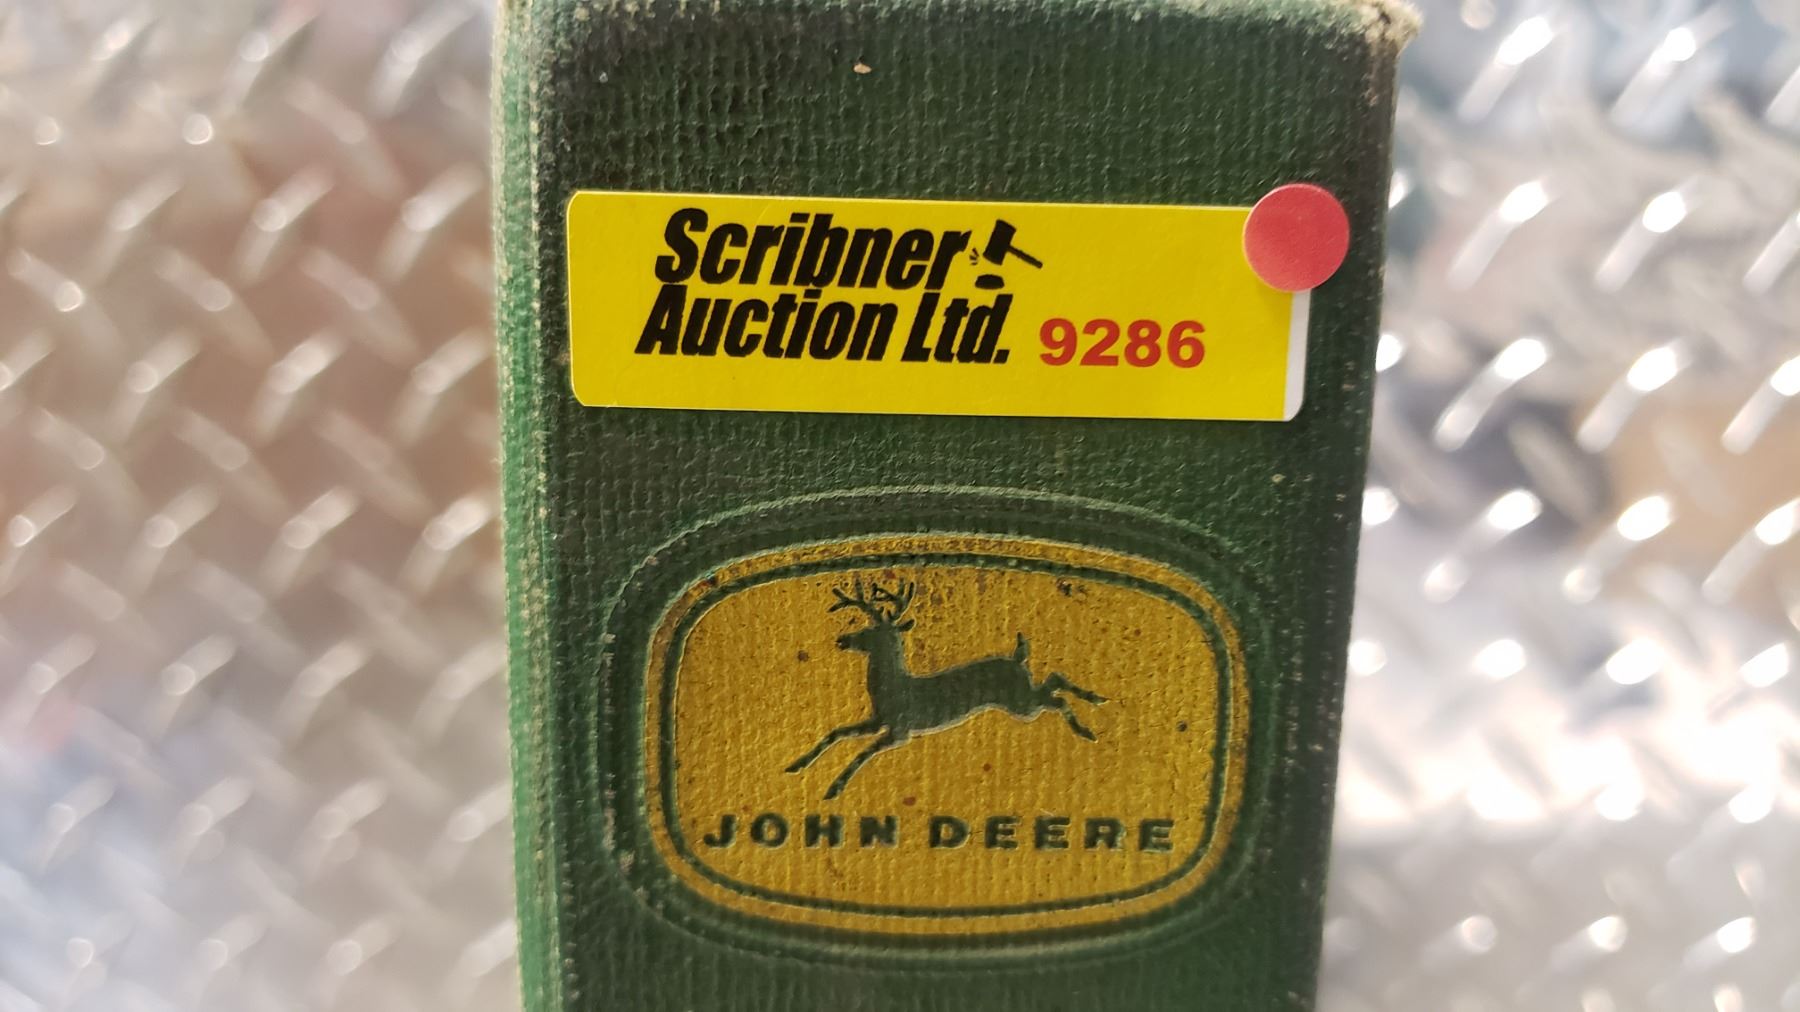 Scribner
Auction Ltd. 9286
JOHN DEERE